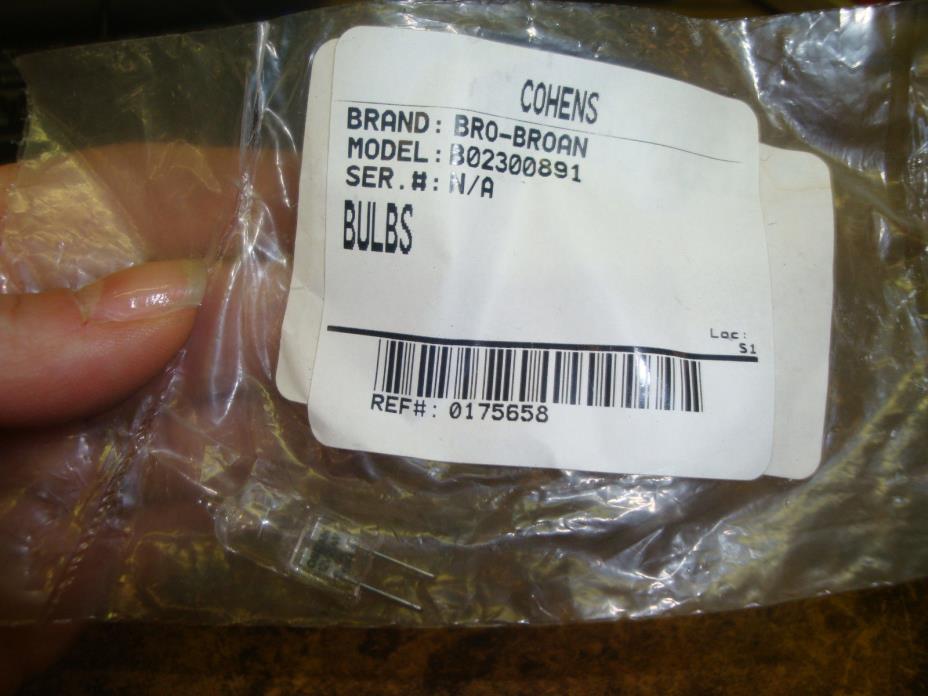 COHENS
BRAND: BRO-BROAN
MODEL: B02300891
SER.#: N/A
BULBS
Loc:
S1
REF#: 0175658